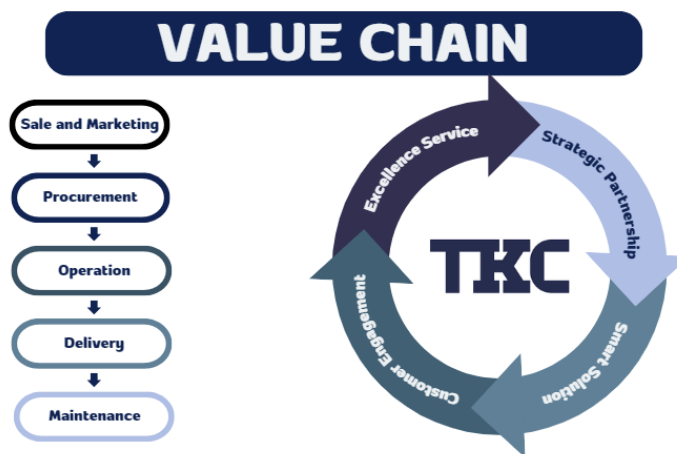 VALUE CHAIN
Sale and Marketing
Procurement
Operation
Delivery
Maintenance
Excellence Service
Strategic Partnership
Smart Solution
Customer Engagement
TKC